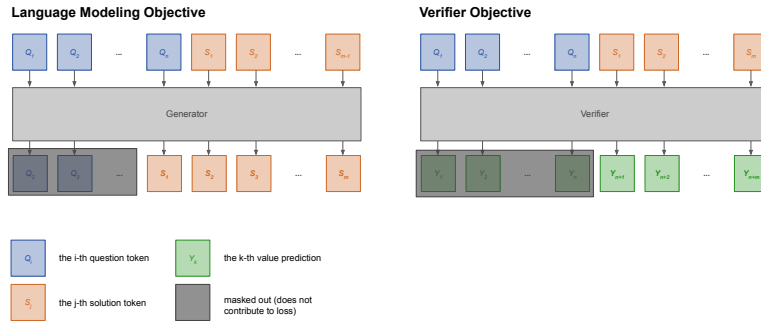 Language Modeling Objective
Q1 Q2 ... Qn S1 S2 ... Sm-1
Generator
Q2 Q3 ... S1 S2 S3 ... Sm
Verifier Objective
Q1 Q2 ... Qn S1 S2 ... Sm
Verifier
Y1 Y2 ... Yn Yn+1 Yn+2 ... Yn+m
Qi the i-th question token
Yk the k-th value prediction
Sj the j-th solution token
masked out (does not
contribute to loss)